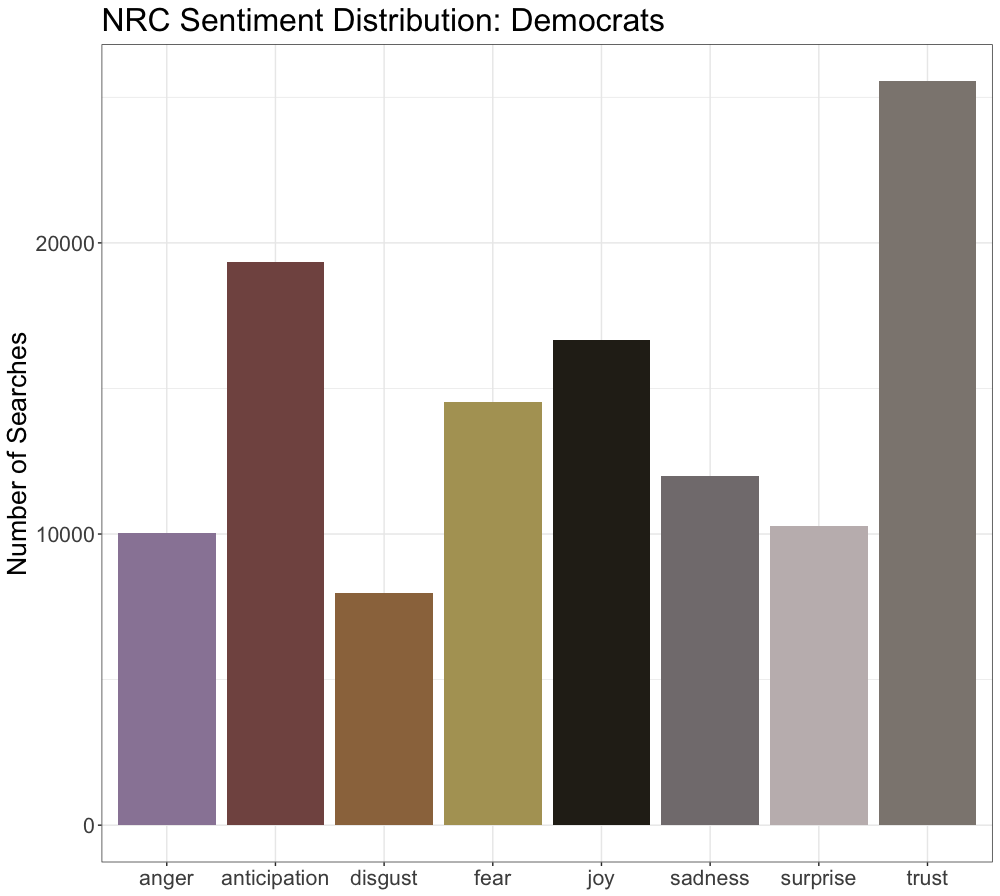 NRC Sentiment Distribution: Democrats
Number of Searches
20000
10000
0
anger anticipation disgust fear joy sadness surprise trust